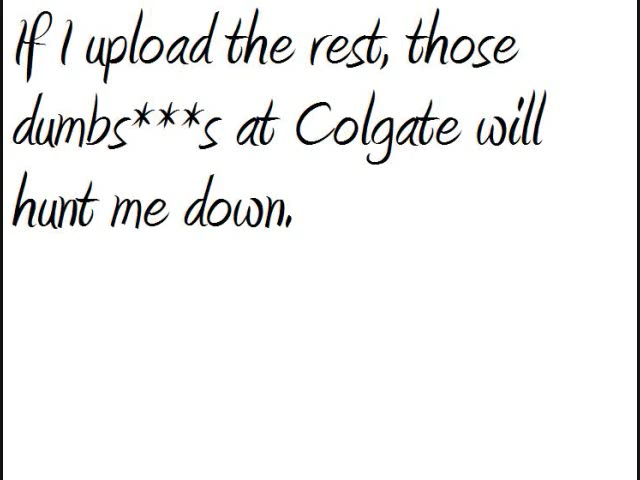 If I upload the rest, those
dumbs***s at Colgate will
hunt me down.